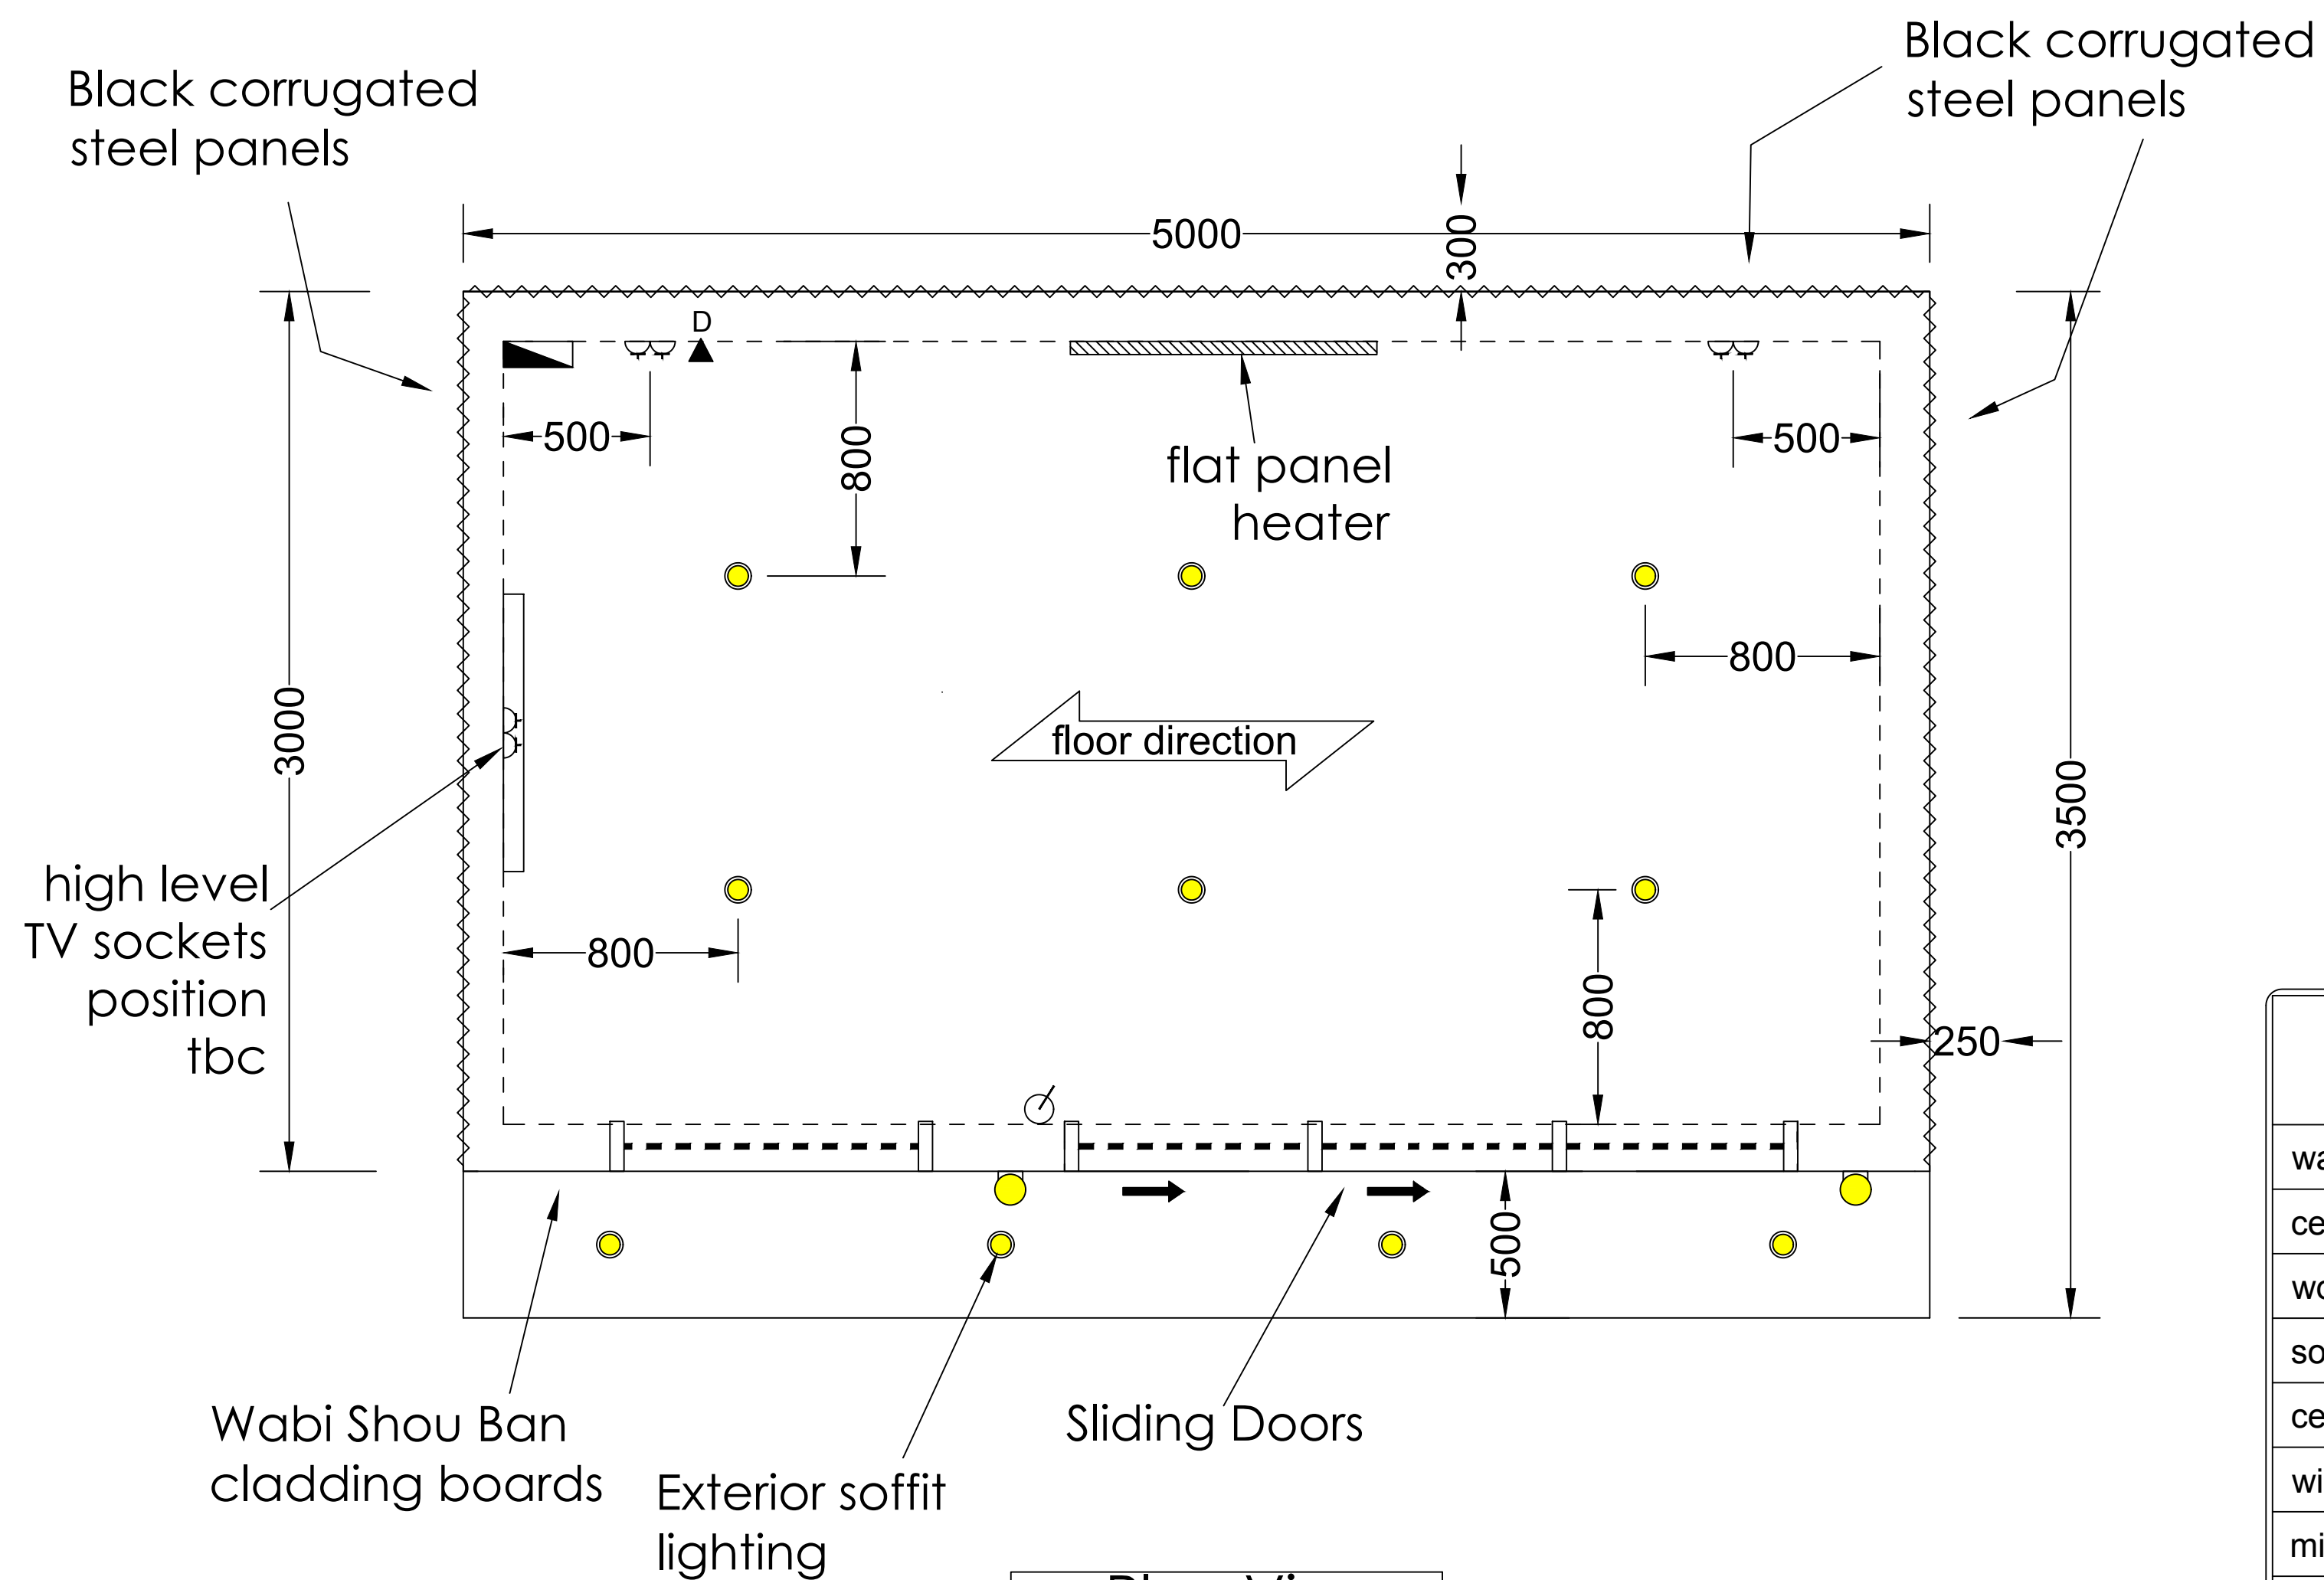 Black corrugated
steel panels
Black corrugated
steel panels
5000
300
D
500
800
500
flat panel
heater
800
3000
floor direction
3500
high level
TV sockets
position
tbc
800
800
250
500
Wabi Shou Ban
cladding boards
Sliding Doors
Exterior soffit
lighting